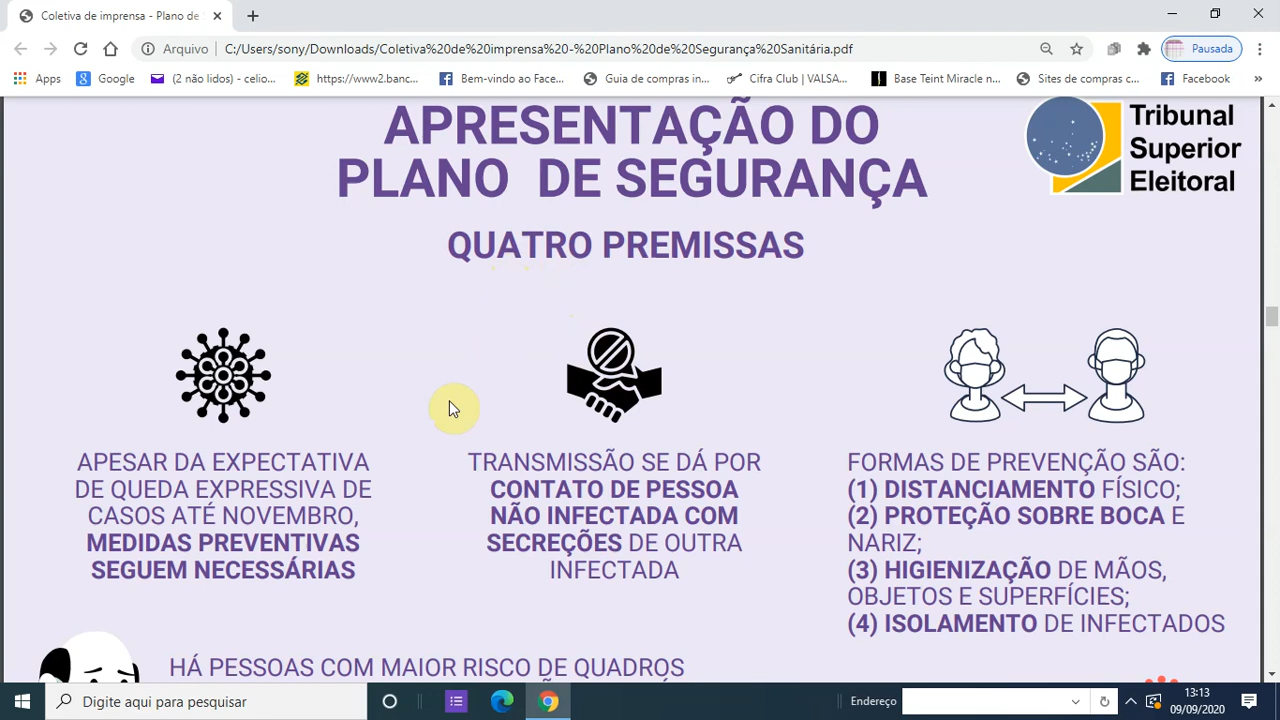 Coletiva de imprensa - Plano de
Arquivo
C:/Users/sony/Downloads/Coletiva%20de%20imprensa%20-%20Plano%20de%20Segurança%20Sanitária.pdf
Pausada
Apps
Google
(2 não lidos) - celio...
https://www2.banc...
Bem-vindo ao Face...
Guia de compras in...
Cifra Club | VALSA...
Base Teint Miracle n...
Sites de compras c...
Facebook
»
APRESENTAÇÃO DO
PLANO DE SEGURANÇA
Tribunal
Superior
Eleitoral
QUATRO PREMISSAS
APESAR DA EXPECTATIVA
DE QUEDA EXPRESSIVA DE
CASOS ATÉ NOVEMBRO,
MEDIDAS PREVENTIVAS
SEGUEM NECESSÁRIAS
TRANSMISSÃO SE DÁ POR
CONTATO DE PESSOA
NÃO INFECTADA COM
SECREÇÕES DE OUTRA
INFECTADA
FORMAS DE PREVENÇÃO SÃO:
(1) DISTANCIAMENTO FÍSICO;
(2) PROTEÇÃO SOBRE BOCA E
NARIZ;
(3) HIGIENIZAÇÃO DE MÃOS,
OBJETOS E SUPERFÍCIES;
(4) ISOLAMENTO DE INFECTADOS
HÁ PESSOAS COM MAIOR RISCO DE QUADROS
Digite aqui para pesquisar
Endereço
13:13
09/09/2020